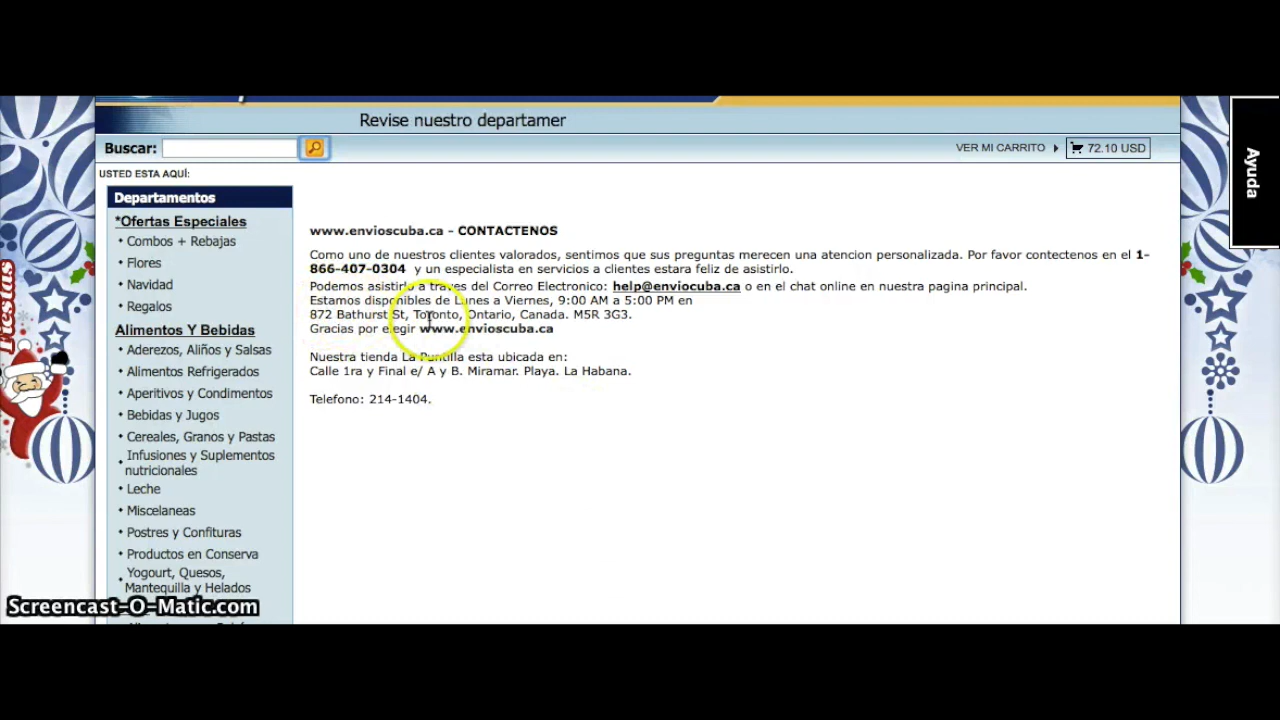 Revise nuestro departamer
Buscar:
VER MI CARRITO
72.10 USD
Ayuda
USTED ESTA AQUÌ:
Departamentos
*Ofertas Especiales
Combos + Rebajas
Flores
Navidad
Regalos
Alimentos Y Bebidas
Aderezos, Aliños y Salsas
Alimentos Refrigerados
Aperitivos y Condimentos
Bebidas y Jugos
Cereales, Granos y Pastas
Infusiones y Suplementos
nutricionales
Leche
Miscelaneas
Postres y Confituras
Productos en Conserva
Yogourt, Quesos,
Mantequilla y Helados
www.envioscuba.ca - CONTACTENOS
Como uno de nuestros clientes valorados, sentimos que sus preguntas merecen una atencion personalizada. Por favor contectenos en el 1-
866-407-0304 y un especialista en servicios a clientes estara feliz de asistirlo.
Podemos asistirlo a traves del Correo Electronico: help@enviocuba.ca o en el chat online en nuestra pagina principal.
Estamos disponibles de Lunes a Viernes, 9:00 AM a 5:00 PM en
872 Bathurst St, Toronto, Ontario, Canada. M5R 3G3.
Gracias por elegir www.envioscuba.ca
Nuestra tienda La Puntilla esta ubicada en:
Calle 1ra y Final e/ A y B. Miramar. Playa. La Habana.
Telefono: 214-1404.
Fiestas
Screencast-O-Matic.com